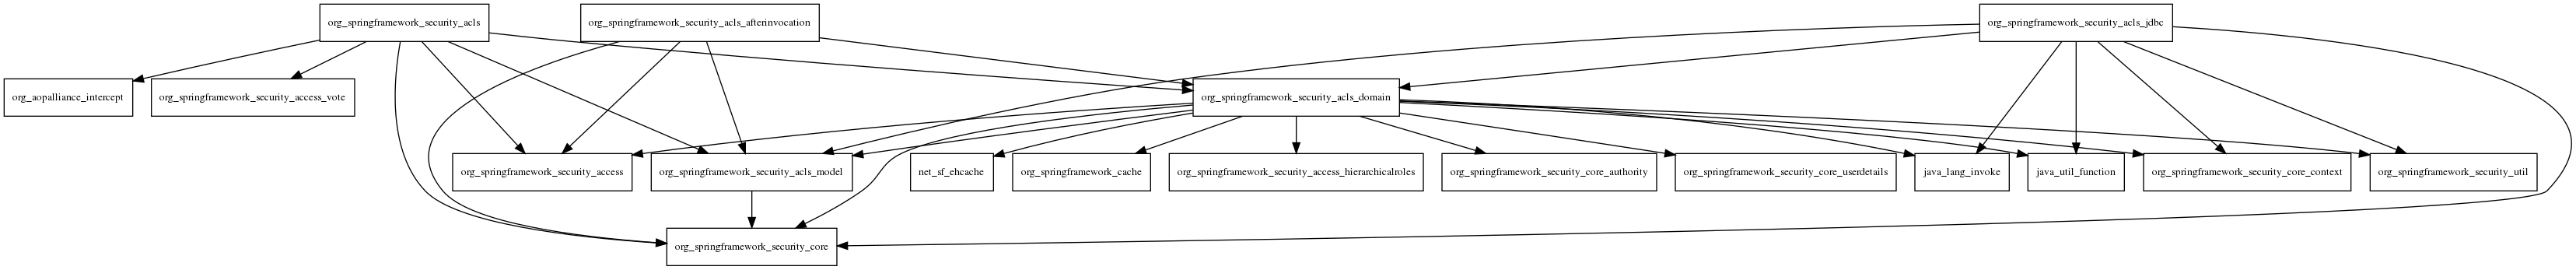 org_springframework_security_acls
org_springframework_security_acls_afterinvocation
org_springframework_security_acls_jdbc
org_aopalliance_intercept
org_springframework_security_access_vote
org_springframework_security_acls_domain
org_springframework_security_access
org_springframework_security_acls_model
net_sf_ehcache
org_springframework_cache
org_springframework_security_access_hierarchicalroles
org_springframework_security_core_authority
org_springframework_security_core_userdetails
java_lang_invoke
java_util_function
org_springframework_security_core_context
org_springframework_security_util
org_springframework_security_core